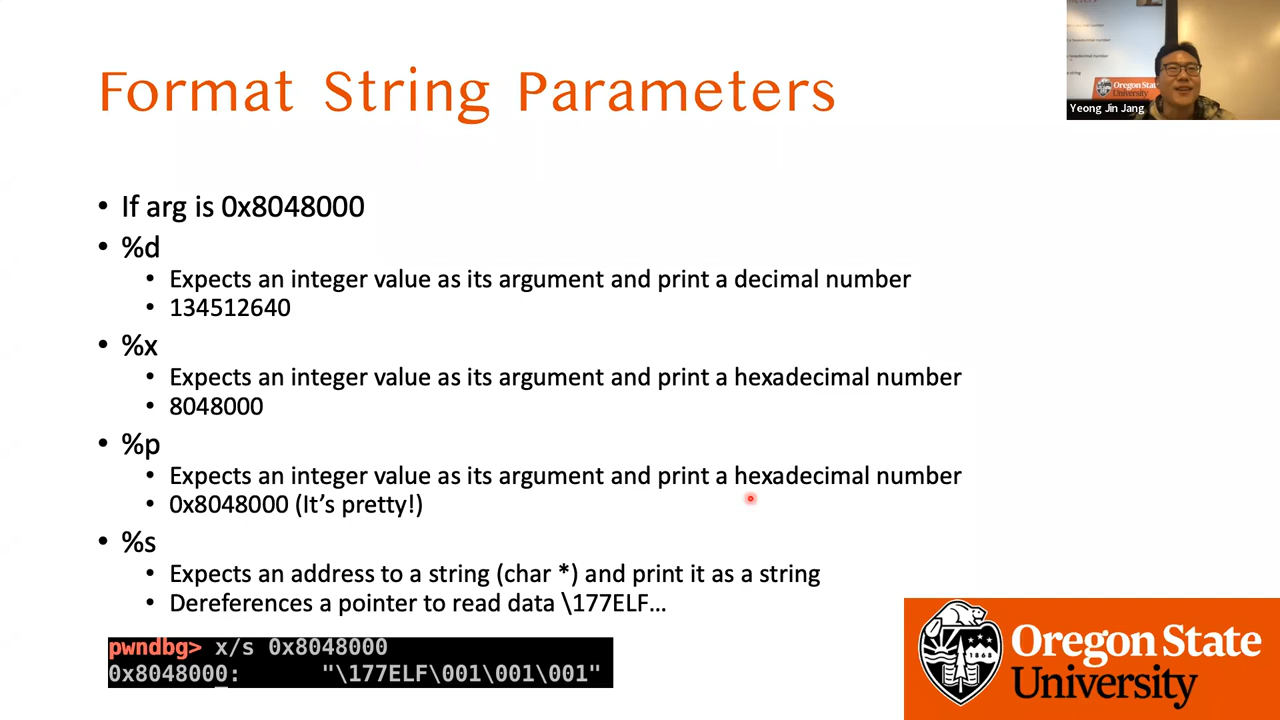 Format String Parameters
Oregon State
University
Yeong Jin Jang
• If arg is 0x8048000
• %d
• Expects an integer value as its argument and print a decimal number
• 134512640
• %x
• Expects an integer value as its argument and print a hexadecimal number
• 8048000
• %p
• Expects an integer value as its argument and print a hexadecimal number
• 0x8048000 (It's pretty!)
• %s
• Expects an address to a string (char *) and print it as a string
• Dereferences a pointer to read data \177ELF...
pwndbg> x/s 0x8048000
0x8048000: "\177ELF\001\001\001"
1868
Oregon State
University